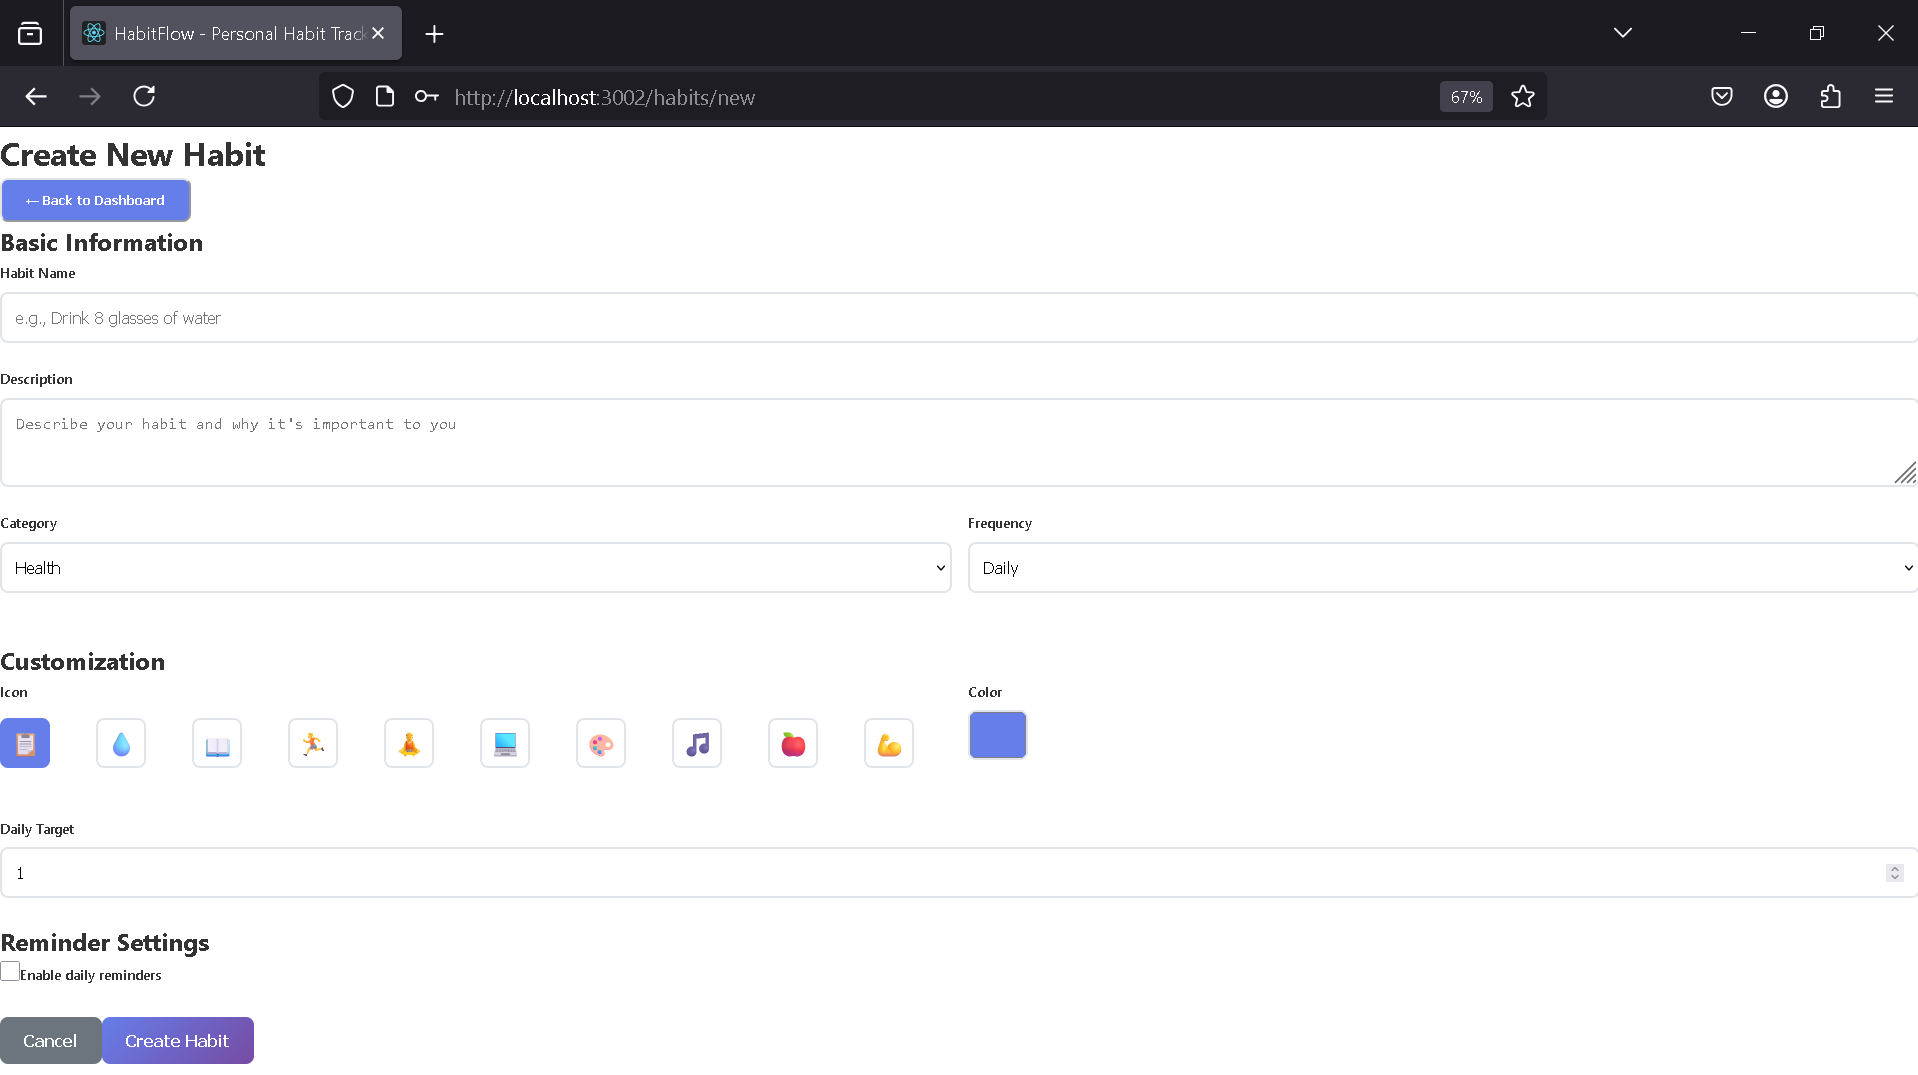 HabitFlow - Personal Habit Trac
http://localhost:3002/habits/new
67%
Create New Habit
← Back to Dashboard
Basic Information
Habit Name
e.g., Drink 8 glasses of water
Description
Describe your habit and why it's important to you
Category
Frequency
Health
Daily
Customization
Icon
Color
Daily Target
1
Reminder Settings
Enable daily reminders
Cancel
Create Habit